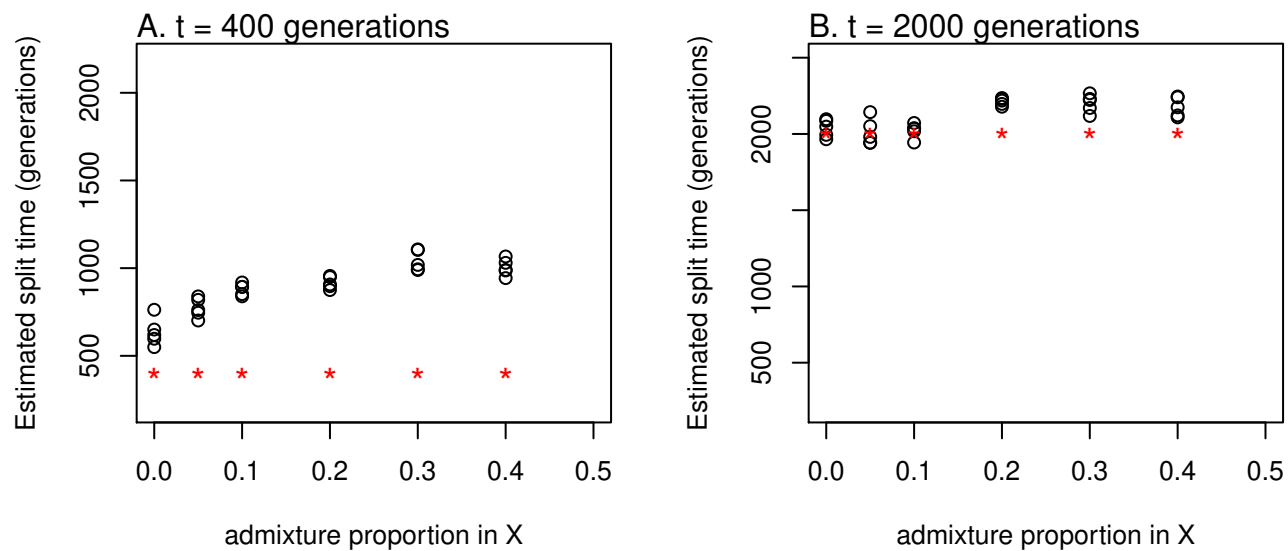 A. t = 400 generations
Estimated split time (generations)
2000
1500
1000
500
* * * * * *
0.0 0.1 0.2 0.3 0.4 0.5
admixture proportion in X
B. t = 2000 generations
Estimated split time (generations)
2000
1000
500
* * * * * *
0.0 0.1 0.2 0.3 0.4 0.5
admixture proportion in X